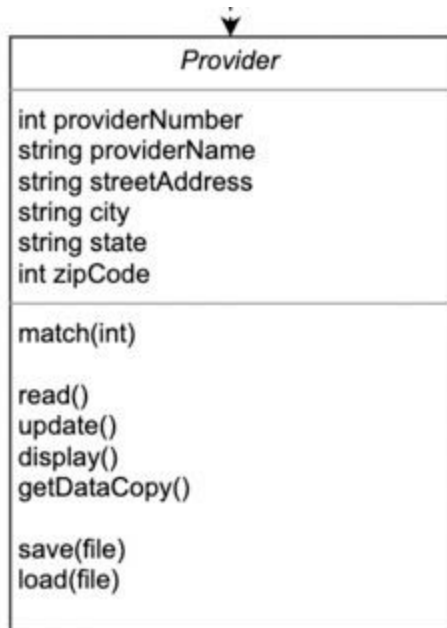 Provider
int providerNumber
string providerName
string streetAddress
string city
string state
int zipCode
match(int)
read()
update()
display()
getDataCopy()
save(file)
load(file)